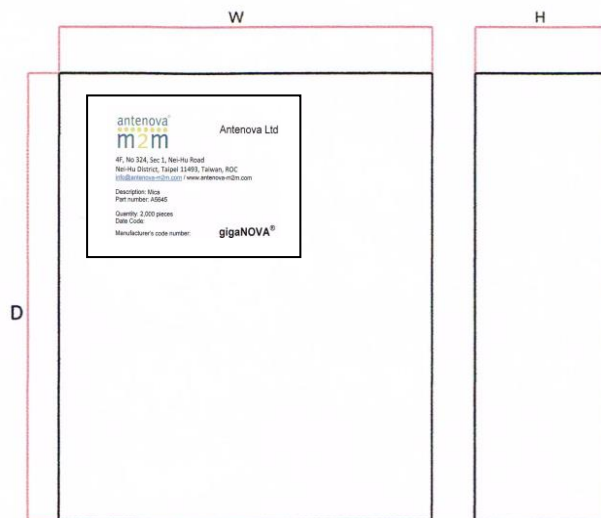 W
H
D
antenova®
m2m
Antenova Ltd
4F, No 324, Sec 1, Nei-Hu Road
Nei-Hu District, Taipei 11493, Taiwan, ROC
info@antenova-m2m.com / www.antenova-m2m.com
Description: Mica
Part number: A5645
Quantity: 2,000 pieces
Date Code:
Manufacturer's code number:
gigaNOVA®